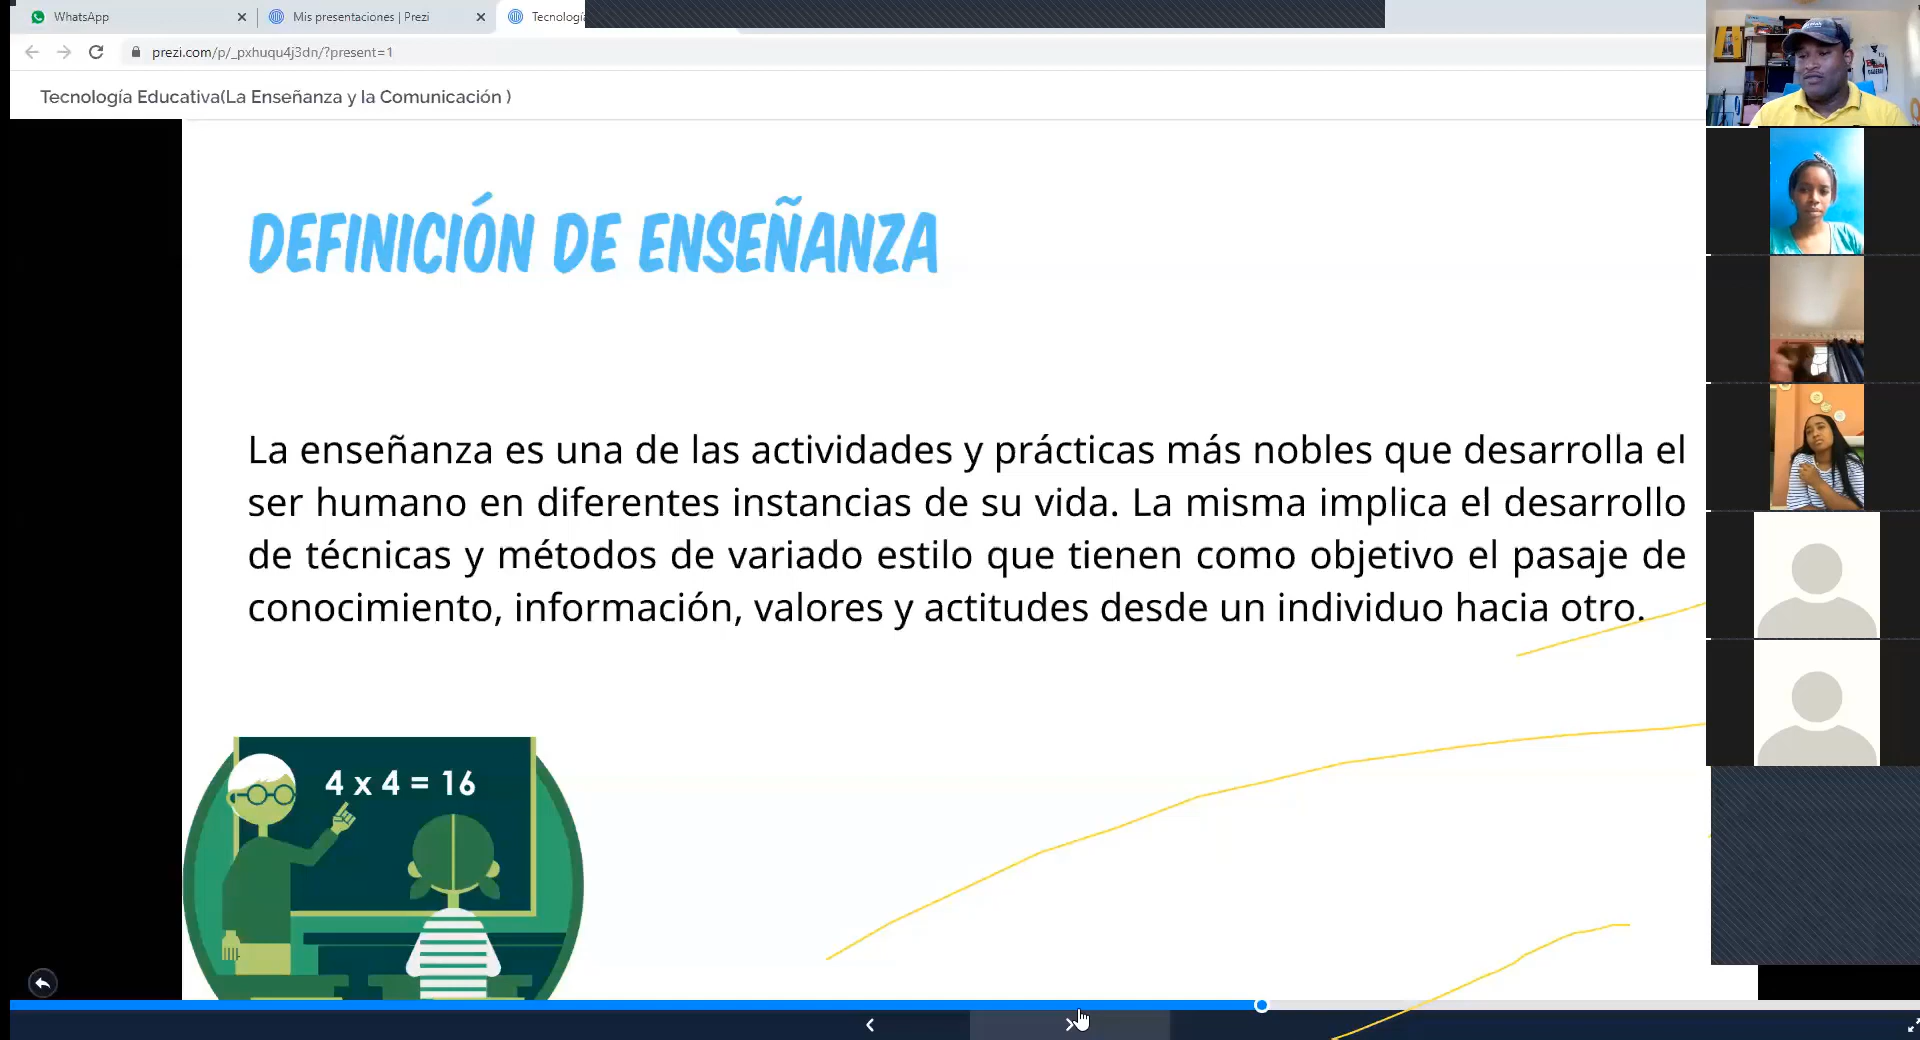 WhatsApp
Mis presentaciones | Prezi
Tecnologí
prezi.com/p/_pxhuqu4j3dn/?present=1
Tecnología Educativa(La Enseñanza y la Comunicación )
DEFINICIÓN DE ENSEÑANZA
La enseñanza es una de las actividades y prácticas más nobles que desarrolla el
ser humano en diferentes instancias de su vida. La misma implica el desarrollo
de técnicas y métodos de variado estilo que tienen como objetivo el pasaje de
conocimiento, información, valores y actitudes desde un individuo hacia otro.
4 x 4 = 16